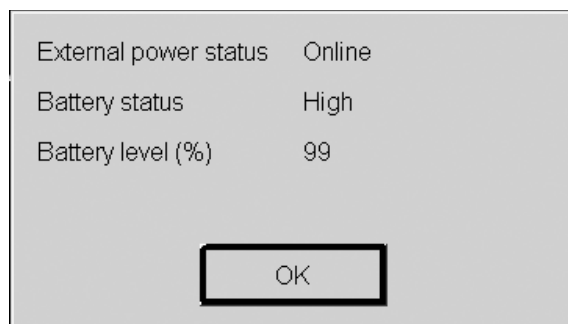 External power status Online
Battery status High
Battery level (%) 99
OK